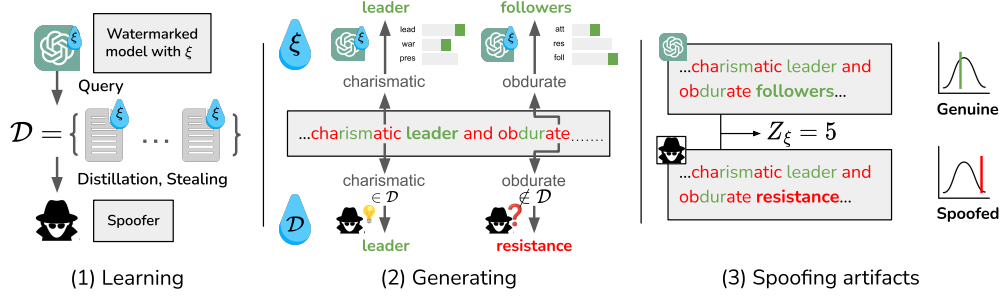 ξ
Watermarked
model with ξ
Query
𝒟 = { ξ ... ξ }
Distillation, Stealing
Spoofer
(1) Learning
leader
followers
ξ
ξ
lead
war
pres
ξ
att
res
foll
charismatic
obdurate
...charismatic leader and obdurate.......
charismatic
obdurate
∈ 𝒟
∉ 𝒟
𝒟
?
leader
resistance
(2) Generating
...charismatic leader and
obdurate followers...
Z_ξ = 5
...charismatic leader and
obdurate resistance...
Genuine
Spoofed
(3) Spoofing artifacts